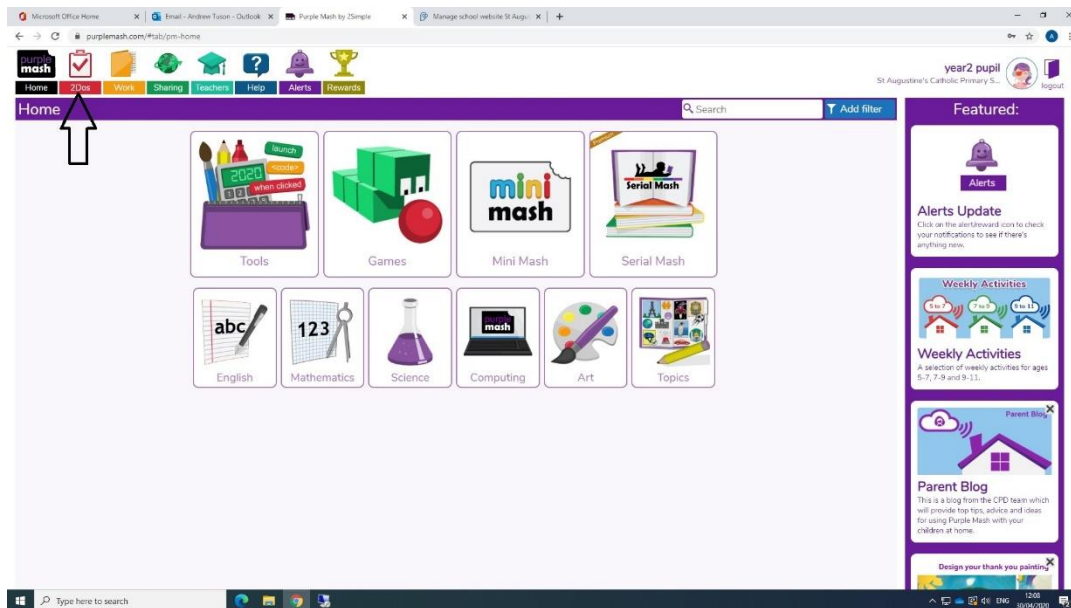 Microsoft Office Home
Email - Andrew Tuson - Outlook
Purple Mash by 2Simple
Manage school website St Augu
purplemash.com/#tab/pm-home
purple
mash
Home
2Dos
Work
Sharing
Teachers
Help
Alerts
Rewards
year2 pupil
St Augustine's Catholic Primary S...
logout
Home
Search
Add filter
Featured:
launch
<code>
when clicked
2020
Tools
Games
mini
mash
Mini Mash
Serial Mash
Serial Mash
abc
English
123
Mathematics
Science
purple
mash
Computing
Art
Topics
Alerts
Alerts Update
Click on the alert/reward icon to check
your notifications to see if there's
anything new.
Weekly Activities
5 to 7
7 to 9
9 to 11
Weekly Activities
A selection of weekly activities for ages
5-7, 7-9 and 9-11.
Parent Blog
Parent Blog
This is a blog from the CPD team which
will provide top tips, advice and ideas
for using Purple Mash with your
children at home.
Design your thank you painting
Type here to search
ENG
12:03
30/04/2020